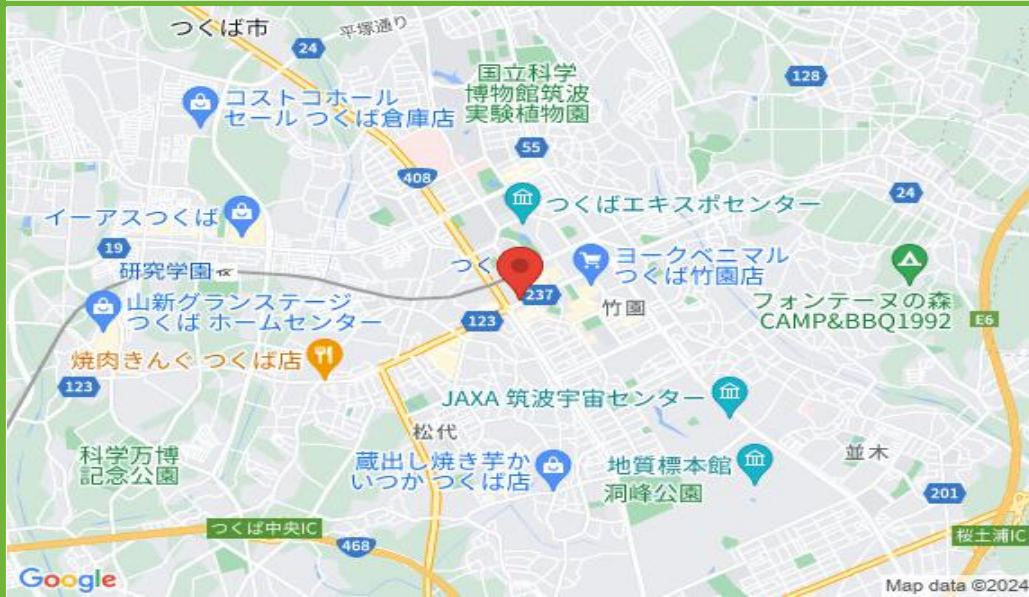 つくば市
24
平塚通り
国立科学
博物館筑波
実験植物園
128
コストコホール
セール つくば倉庫店
55
408
24
つくばエキスポセンター
イーアスつくば
19
研究学園
つく
ヨークベニマル
つくば竹園店
237
竹園
フォンテーヌの森
CAMP&BBQ1992
E6
山新グランステージ
つくば ホームセンター
123
焼肉きんぐ つくば店
123
JAXA 筑波宇宙センター
松代
科学万博
記念公園
蔵出し焼き芋か
いつか つくば店
地質標本館
洞峰公園
並木
201
つくば中央IC
468
桜土浦IC
Google
Map data ©2024